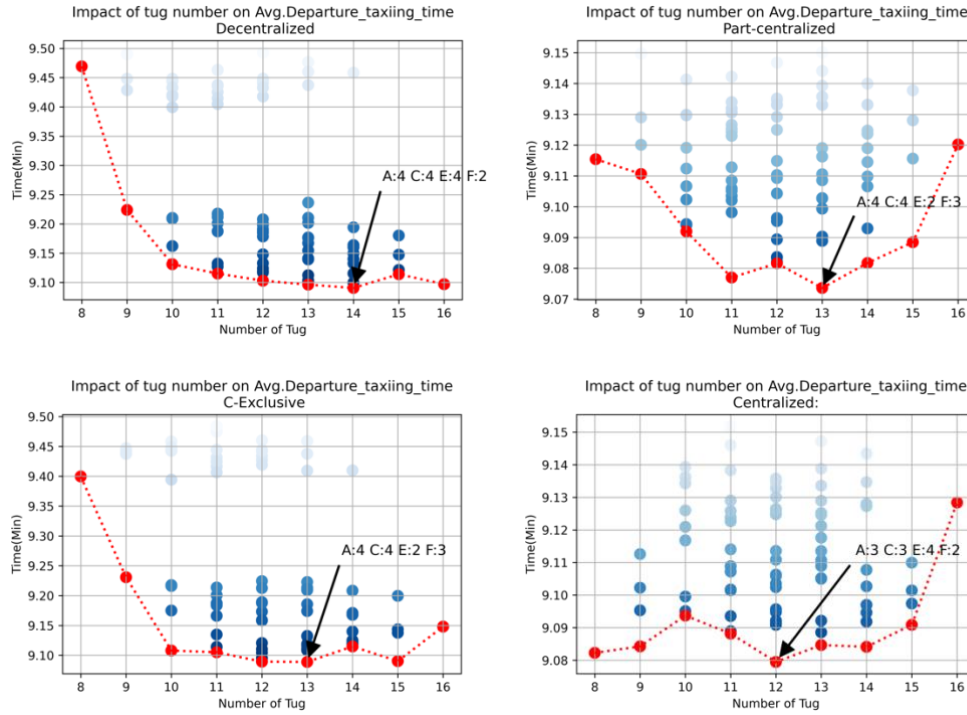 Impact of tug number on Avg.Departure_taxiing_time
Decentralized
9.50
9.45
9.40
9.35
9.30
9.25
9.20
9.15
9.10
Time(Min)
A:4 C:4 E:4 F:2
8 9 10 11 12 13 14 15 16
Number of Tug
Impact of tug number on Avg.Departure_taxiing_time
Part-centralized
9.15
9.14
9.13
9.12
9.11
9.10
9.09
9.08
9.07
Time(Min)
A:4 C:4 E:2 F:3
8 9 10 11 12 13 14 15 16
Number of Tug
Impact of tug number on Avg.Departure_taxiing_time
C-Exclusive
9.50
9.45
9.40
9.35
9.30
9.25
9.20
9.15
9.10
Time(Min)
A:4 C:4 E:2 F:3
8 9 10 11 12 13 14 15 16
Number of Tug
Impact of tug number on Avg.Departure_taxiing_time
Centralized:
9.15
9.14
9.13
9.12
9.11
9.10
9.09
9.08
Time(Min)
A:3 C:3 E:4 F:2
8 9 10 11 12 13 14 15 16
Number of Tug